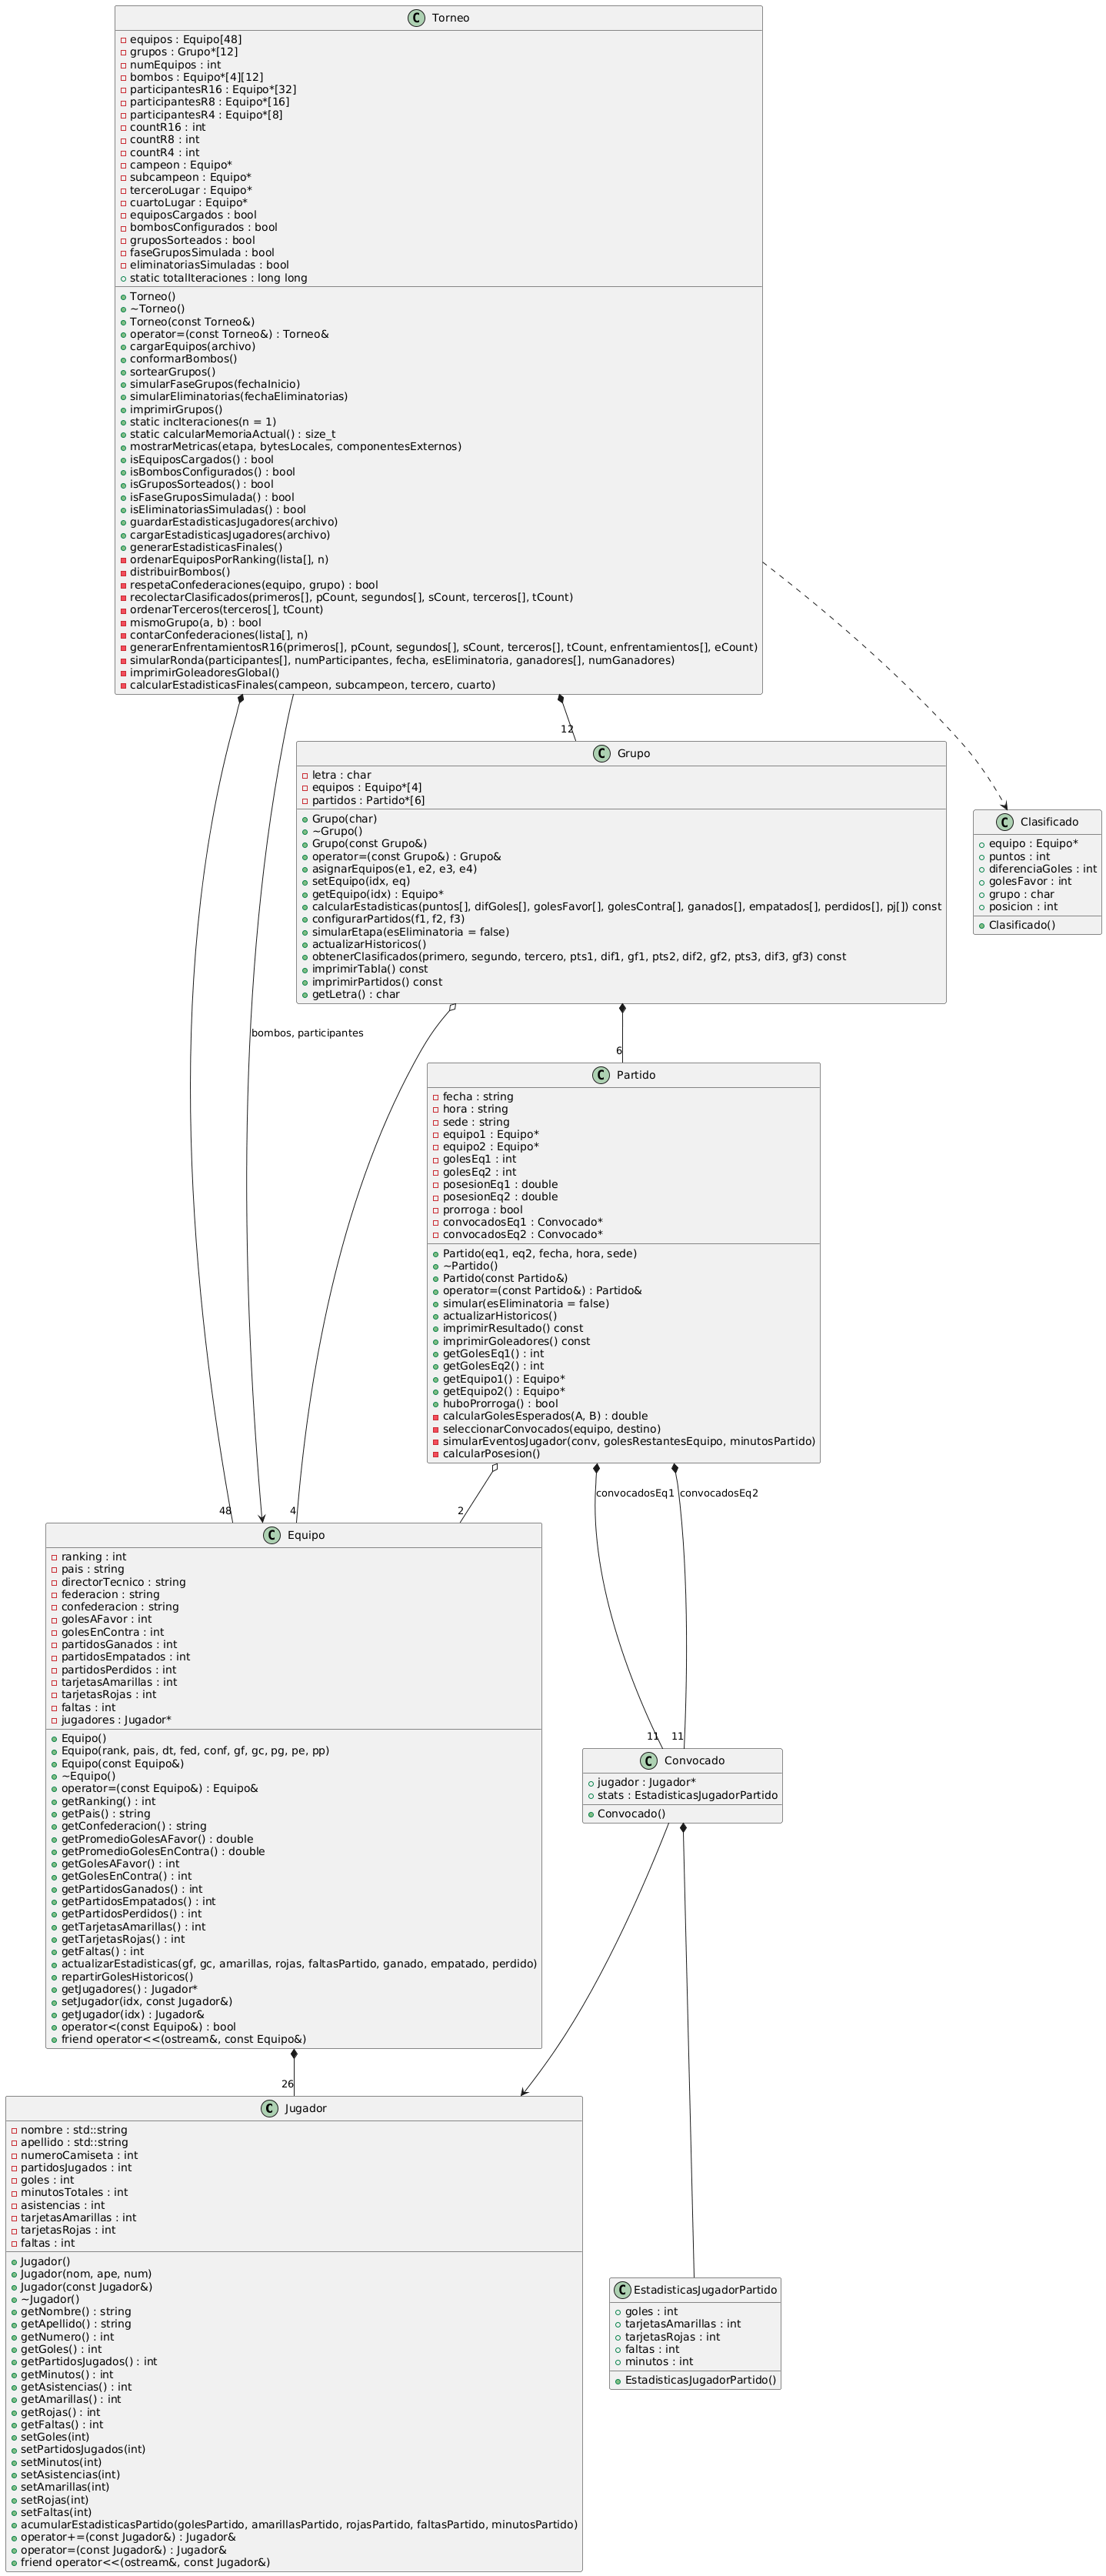 Torneo
equipos : Equipo[48]
grupos : Grupo*[12]
numEquipos : int
bombos : Equipo*[4][12]
participantesR16 : Equipo*[32]
participantesR8 : Equipo*[16]
participantesR4 : Equipo*[8]
countR16 : int
countR8 : int
countR4 : int
campeon : Equipo*
subcampeon : Equipo*
terceroLugar : Equipo*
cuartoLugar : Equipo*
equiposCargados : bool
bombosConfigurados : bool
gruposSorteados : bool
faseGruposSimulada : bool
eliminatoriasSimuladas : bool
static totalIteraciones : long long
Torneo()
~Torneo()
Torneo(const Torneo&)
operator=(const Torneo&) : Torneo&
cargarEquipos(archivo)
conformarBombos()
sortearGrupos()
simularFaseGrupos(fechaInicio)
simularEliminatorias(fechaEliminatorias)
imprimirGrupos()
static incIteraciones(n = 1)
static calcularMemoriaActual() : size_t
mostrarMetricas(etapa, bytesLocales, componentesExternos)
isEquiposCargados() : bool
isBombosConfigurados() : bool
isGruposSorteados() : bool
isFaseGruposSimulada() : bool
isEliminatoriasSimuladas() : bool
guardarEstadisticasJugadores(archivo)
cargarEstadisticasJugadores(archivo)
generarEstadisticasFinales()
ordenarEquiposPorRanking(lista[], n)
distribuirBombos()
respetaConfederaciones(equipo, grupo) : bool
recolectarClasificados(primeros[], pCount, segundos[], sCount, terceros[], tCount)
ordenarTerceros(terceros[], tCount)
mismoGrupo(a, b) : bool
contarConfederaciones(lista[], n)
generarEnfrentamientosR16(primeros[], pCount, segundos[], sCount, terceros[], tCount, enfrentamientos[], eCount)
simularRonda(participantes[], numParticipantes, fecha, esEliminatoria, ganadores[], numGanadores)
imprimirGoleadoresGlobal()
calcularEstadisticasFinales(campeon, subcampeon, tercero, cuarto)
12
Grupo
letra : char
equipos : Equipo*[4]
partidos : Partido*[6]
Grupo(char)
~Grupo()
Grupo(const Grupo&)
operator=(const Grupo&) : Grupo&
asignarEquipos(e1, e2, e3, e4)
setEquipo(idx, eq)
getEquipo(idx) : Equipo*
calcularEstadisticas(puntos[], difGoles[], golesFavor[], golesContra[], ganados[], empatados[], perdidos[], pj[]) const
configurarPartidos(f1, f2, f3)
simularEtapa(esEliminatoria = false)
actualizarHistoricos()
obtenerClasificados(primero, segundo, tercero, pts1, dif1, gf1, pts2, dif2, gf2, pts3, dif3, gf3) const
imprimirTabla() const
imprimirPartidos() const
getLetra() : char
Clasificado
equipo : Equipo*
puntos : int
diferenciaGoles : int
golesFavor : int
grupo : char
posicion : int
Clasificado()
bombos, participantes
6
Partido
fecha : string
hora : string
sede : string
equipo1 : Equipo*
equipo2 : Equipo*
golesEq1 : int
golesEq2 : int
posesionEq1 : double
posesionEq2 : double
prorroga : bool
convocadosEq1 : Convocado*
convocadosEq2 : Convocado*
Partido(eq1, eq2, fecha, hora, sede)
~Partido()
Partido(const Partido&)
operator=(const Partido&) : Partido&
simular(esEliminatoria = false)
actualizarHistoricos()
imprimirResultado() const
imprimirGoleadores() const
getGolesEq1() : int
getGolesEq2() : int
getEquipo1() : Equipo*
getEquipo2() : Equipo*
huboProrroga() : bool
calcularGolesEsperados(A, B) : double
seleccionarConvocados(equipo, destino)
simularEventosJugador(conv, golesRestantesEquipo, minutosPartido)
calcularPosesion()
convocadosEq1
convocadosEq2
48
4
2
Equipo
ranking : int
pais : string
directorTecnico : string
federacion : string
confederacion : string
golesAFavor : int
golesEnContra : int
partidosGanados : int
partidosEmpatados : int
partidosPerdidos : int
tarjetasAmarillas : int
tarjetasRojas : int
faltas : int
jugadores : Jugador*
Equipo()
Equipo(rank, pais, dt, fed, conf, gf, gc, pg, pe, pp)
Equipo(const Equipo&)
~Equipo()
operator=(const Equipo&) : Equipo&
getRanking() : int
getPais() : string
getConfederacion() : string
getPromedioGolesAFavor() : double
getPromedioGolesEnContra() : double
getGolesAFavor() : int
getGolesEnContra() : int
getPartidosGanados() : int
getPartidosEmpatados() : int
getPartidosPerdidos() : int
getTarjetasAmarillas() : int
getTarjetasRojas() : int
getFaltas() : int
actualizarEstadisticas(gf, gc, amarillas, rojas, faltasPartido, ganado, empatado, perdido)
repartirGolesHistoricos()
getJugadores() : Jugador*
setJugador(idx, const Jugador&)
getJugador(idx) : Jugador&
operator<(const Equipo&) : bool
friend operator<<(ostream&, const Equipo&)
11
11
Convocado
jugador : Jugador*
stats : EstadisticasJugadorPartido
Convocado()
26
Jugador
nombre : std::string
apellido : std::string
numeroCamiseta : int
partidosJugados : int
goles : int
minutosTotales : int
asistencias : int
tarjetasAmarillas : int
tarjetasRojas : int
faltas : int
Jugador()
Jugador(nom, ape, num)
Jugador(const Jugador&)
~Jugador()
getNombre() : string
getApellido() : string
getNumero() : int
getGoles() : int
getPartidosJugados() : int
getMinutos() : int
getAsistencias() : int
getAmarillas() : int
getRojas() : int
getFaltas() : int
setGoles(int)
setPartidosJugados(int)
setMinutos(int)
setAsistencias(int)
setAmarillas(int)
setRojas(int)
setFaltas(int)
acumularEstadisticasPartido(golesPartido, amarillasPartido, rojasPartido, faltasPartido, minutosPartido)
operator+=(const Jugador&) : Jugador&
operator=(const Jugador&) : Jugador&
friend operator<<(ostream&, const Jugador&)
EstadisticasJugadorPartido
goles : int
tarjetasAmarillas : int
tarjetasRojas : int
faltas : int
minutos : int
EstadisticasJugadorPartido()